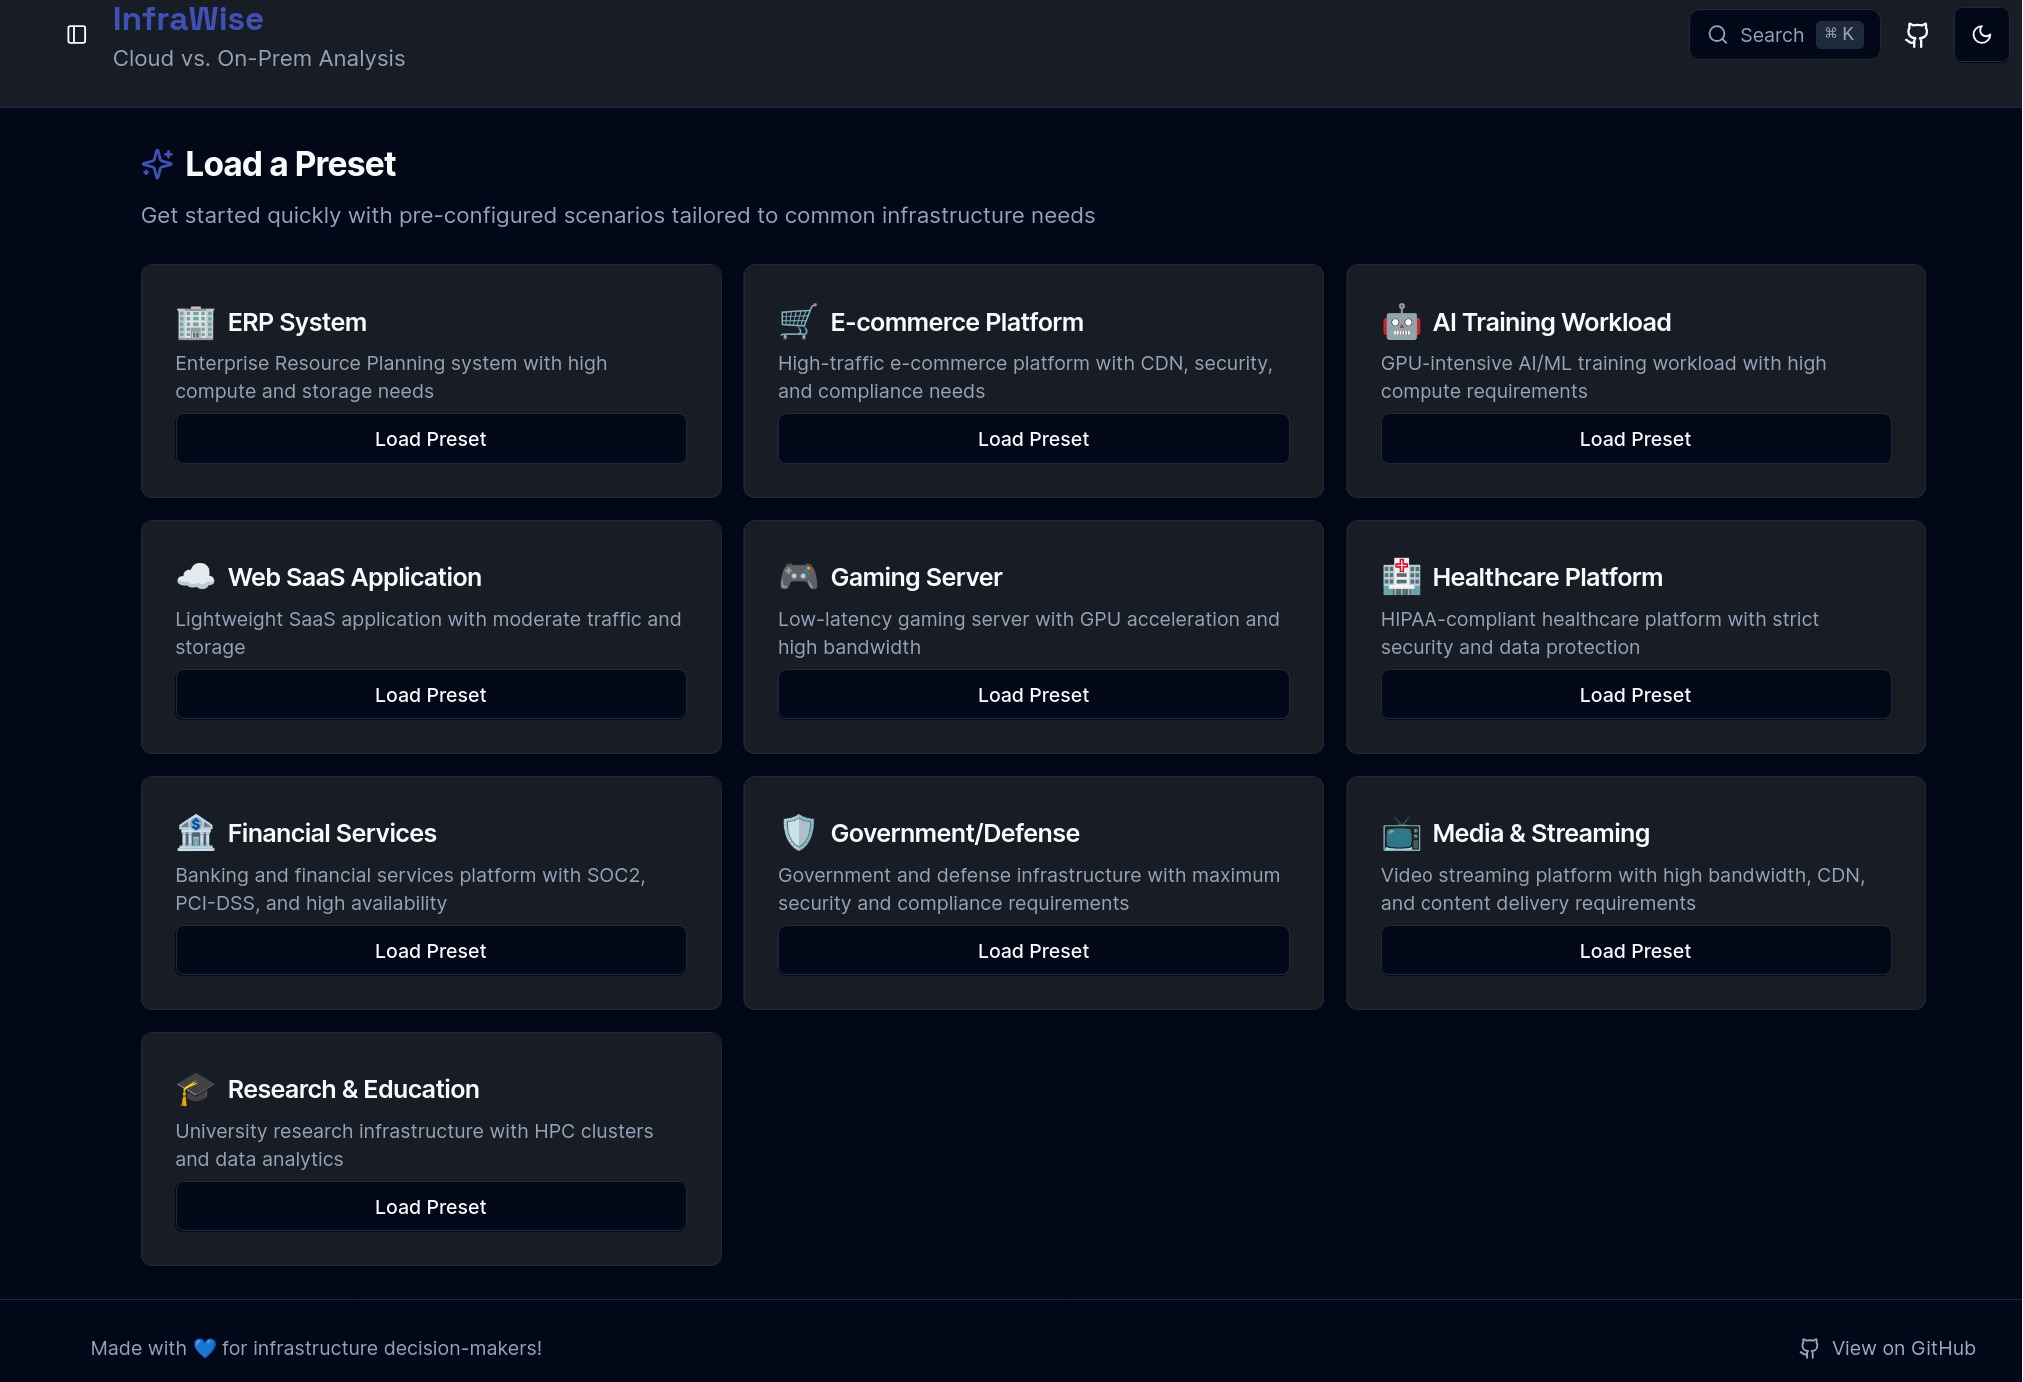 InfraWise
Cloud vs. On-Prem Analysis
Search ⌘ K
Load a Preset
Get started quickly with pre-configured scenarios tailored to common infrastructure needs
ERP System
Enterprise Resource Planning system with high
compute and storage needs
Load Preset
E-commerce Platform
High-traffic e-commerce platform with CDN, security,
and compliance needs
Load Preset
AI Training Workload
GPU-intensive AI/ML training workload with high
compute requirements
Load Preset
Web SaaS Application
Lightweight SaaS application with moderate traffic and
storage
Load Preset
Gaming Server
Low-latency gaming server with GPU acceleration and
high bandwidth
Load Preset
Healthcare Platform
HIPAA-compliant healthcare platform with strict
security and data protection
Load Preset
Financial Services
Banking and financial services platform with SOC2,
PCI-DSS, and high availability
Load Preset
Government/Defense
Government and defense infrastructure with maximum
security and compliance requirements
Load Preset
Media & Streaming
Video streaming platform with high bandwidth, CDN,
and content delivery requirements
Load Preset
Research & Education
University research infrastructure with HPC clusters
and data analytics
Load Preset
Made with 💙 for infrastructure decision-makers!
View on GitHub